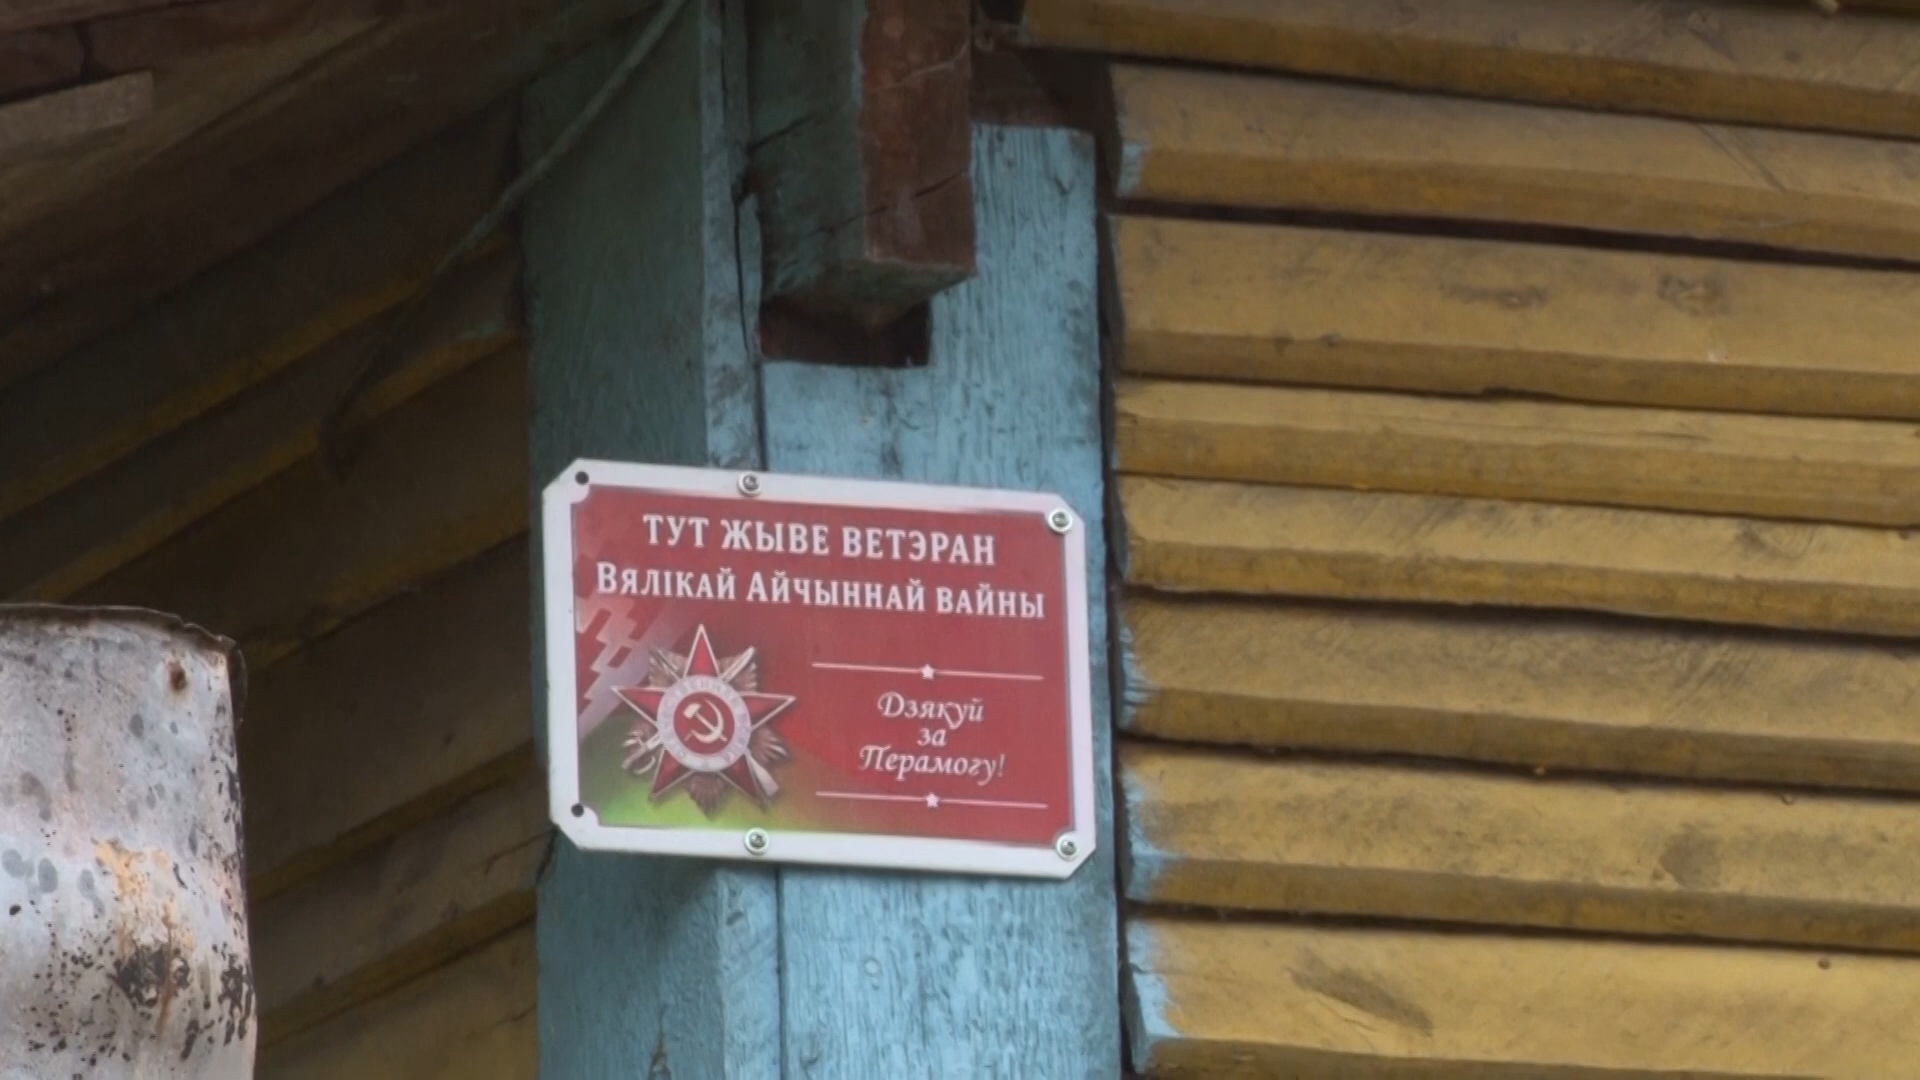 ТУТ ЖЫВЕ ВЕТЭРАН
ВЯЛІКАЙ АЙЧЫННАЙ ВАЙНЫ
Дзякуй
за
Перамогу!